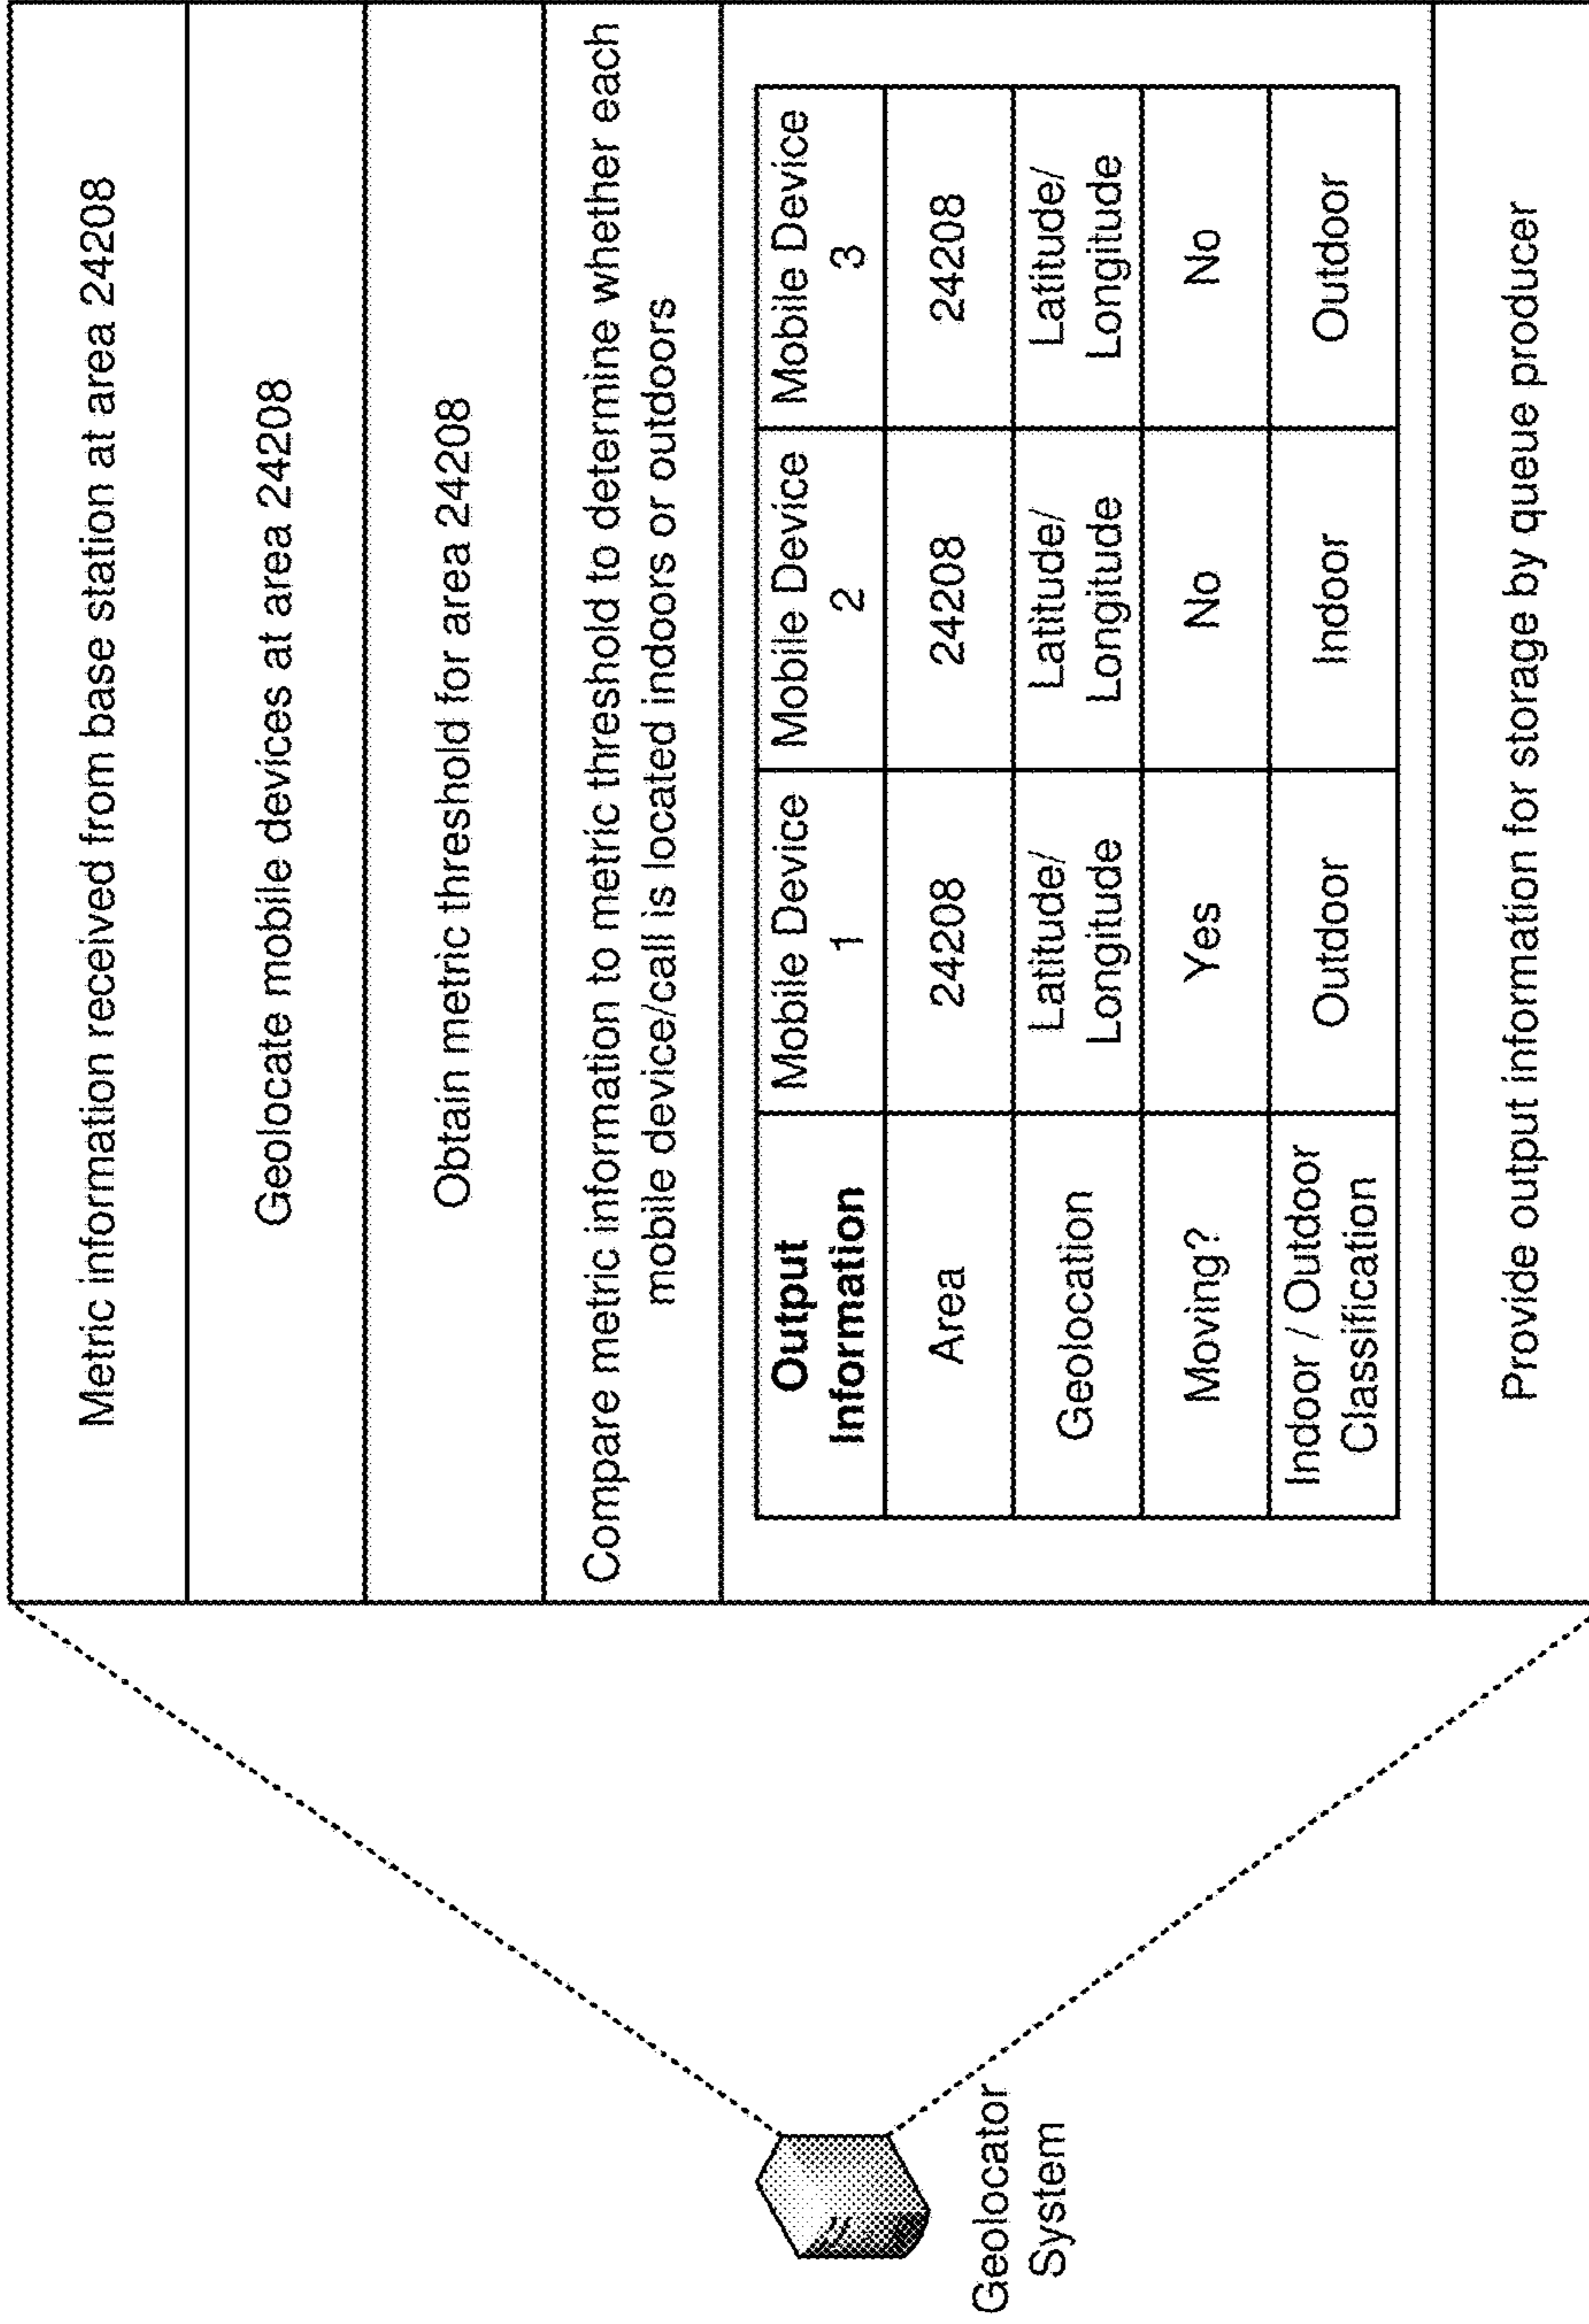 Metric information received from base station at area 24208
Geolocate mobile devices at area 24208
Obtain metric threshold for area 24208
Compare metric information to metric threshold to determine whether each
mobile device/call is located indoors or outdoors
Output
Information
Mobile Device
1
Mobile Device
2
Mobile Device
3
Area
24208
24208
24208
Geolocation
Latitude/
Longitude
Latitude/
Longitude
Latitude/
Longitude
Moving?
Yes
No
No
Indoor / Outdoor
Classification
Outdoor
Indoor
Outdoor
Provide output information for storage by queue producer
Geolocator
System